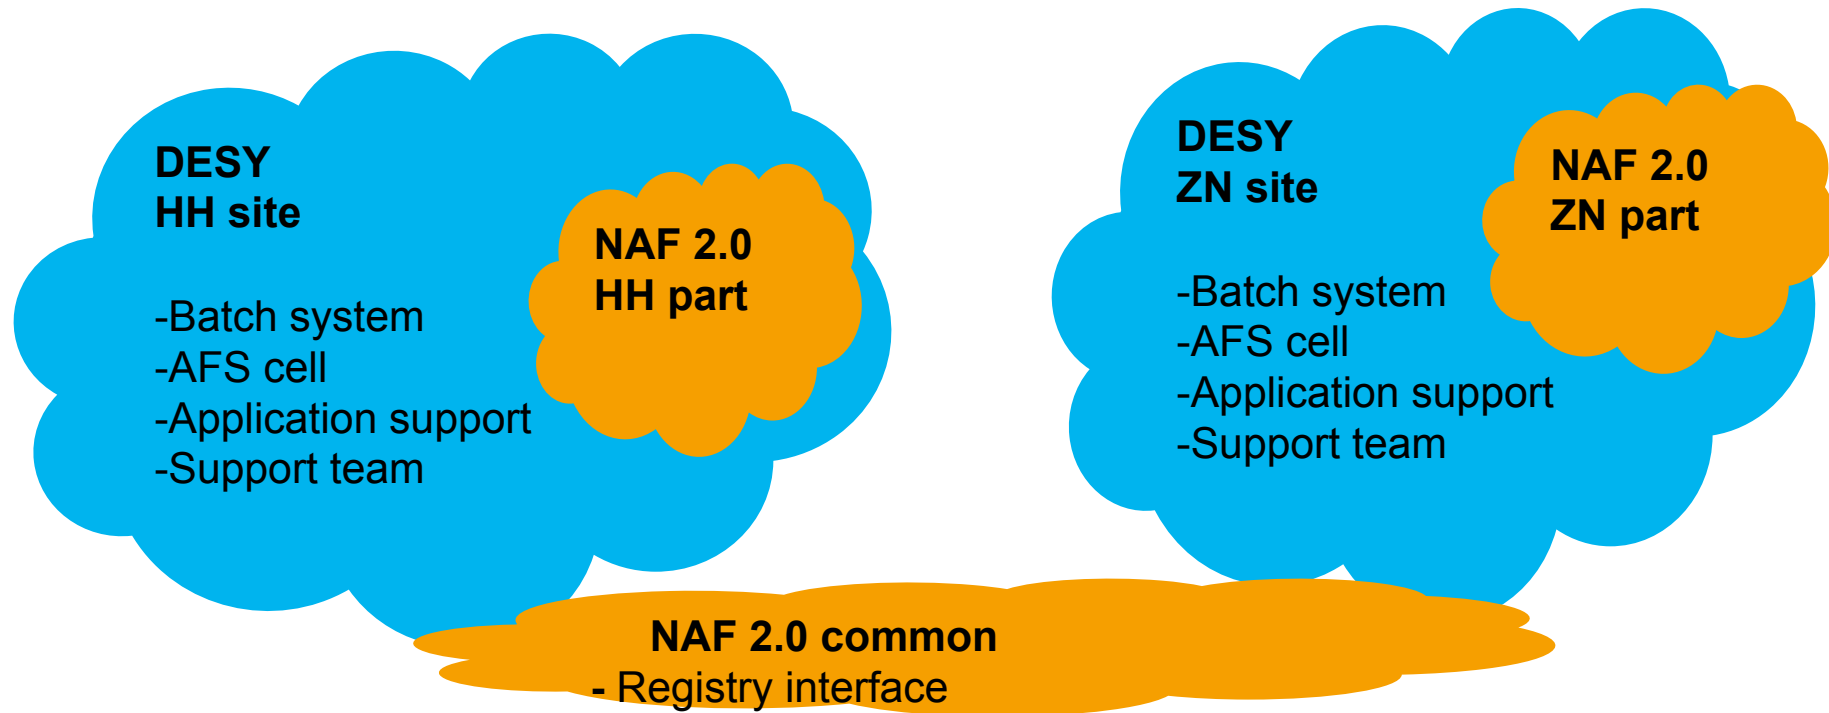 DESY
HH site
-Batch system
-AFS cell
-Application support
-Support team
NAF 2.0
HH part
DESY
ZN site
-Batch system
-AFS cell
-Application support
-Support team
NAF 2.0
ZN part
NAF 2.0 common
- Registry interface